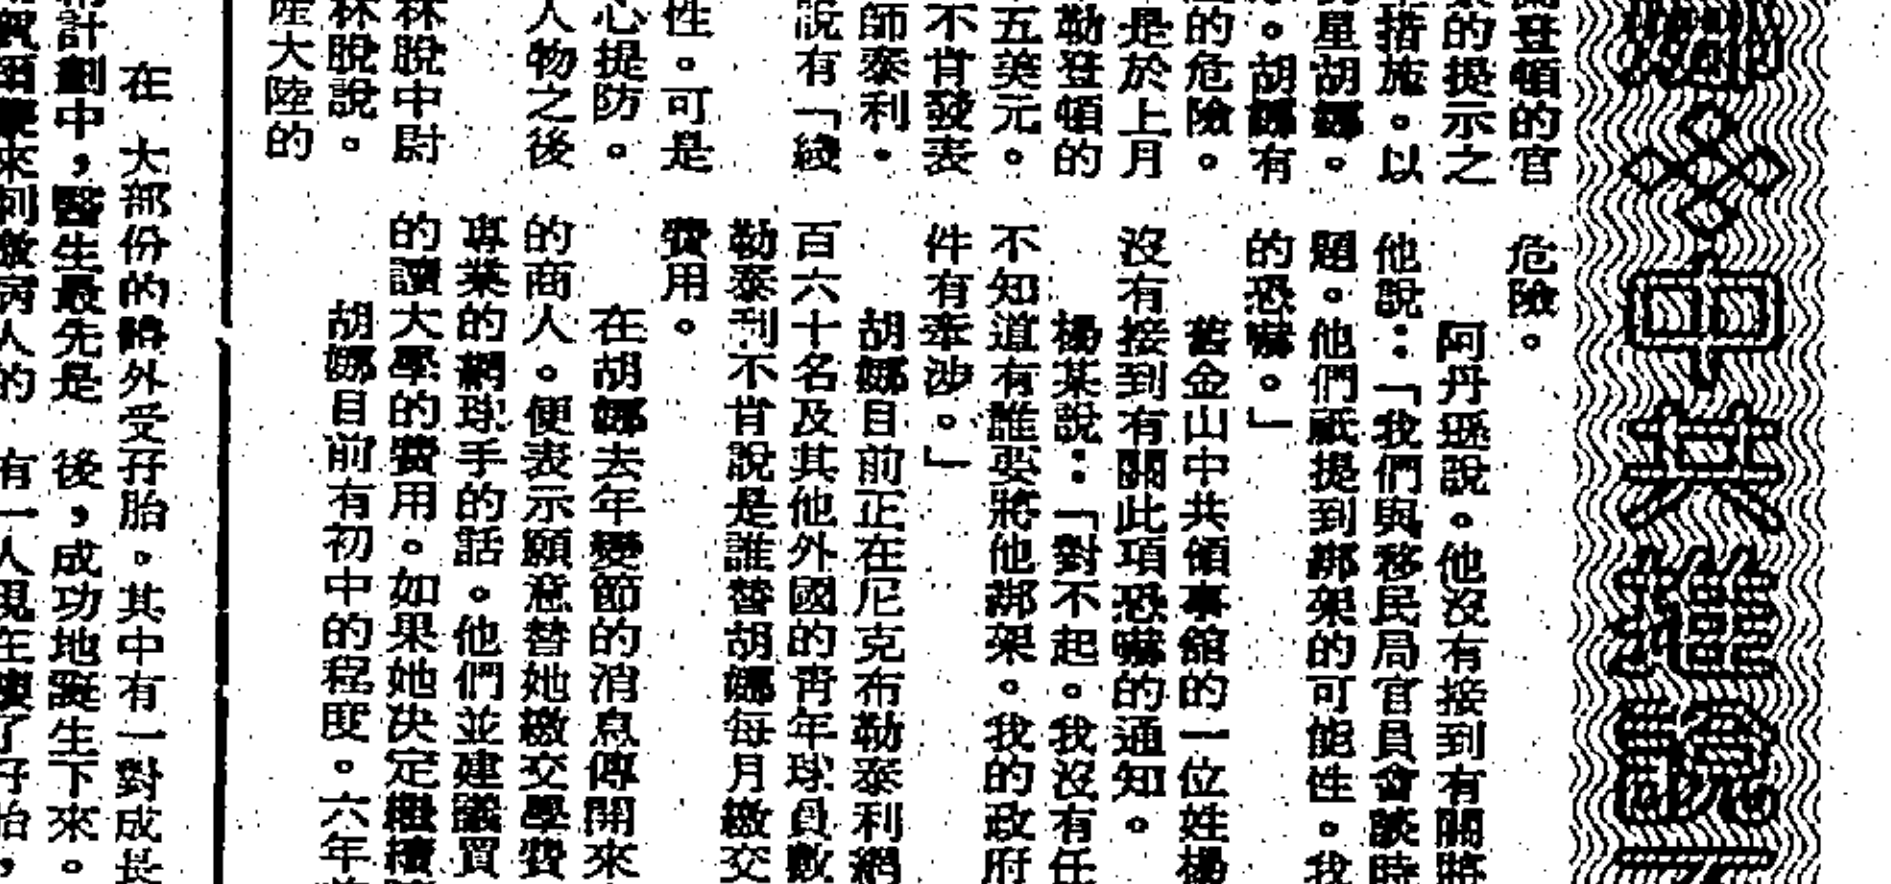 中共
登頓的官
的提示之
措施。以
星胡娜。
。胡娜有
的危險。
是於上月
勒登頓的
五美元。
不肯發表
師泰利·
說有「綾
性。可是
心提防。
人物之後
林脫中尉
林脫說。
陸大陸的
危險。
阿丹遜說。他沒有接到有關將
他說:「我們與移民局官員會談時
題。他們祇提到綁架的可能性。我
的恐嚇。」
舊金山中共領事舘的一位姓楊
沒有接到有關此項恐嚇的通知。
楊某說:「對不起。我沒有任
不知道有誰要將他綁架。我的政府
件有牽涉。」
胡娜目前正在尼克布勒泰利網
百六十名及其他外國的青年球員數
勒泰利不肯說是誰替胡娜每月繳交
費用。
在胡娜去年變節的消息傳開來
的商人。便表示願意替她繳交學費
專業的網球手的話。他們並建議買
的讀大學的費用。如果她決定繼續
胡娜目前有初中的程度。六年
在大部份的體外受孕胎。其中有一對成長
計劃中,醫生最先是
後,成功地誕生下來。
來刺激病人的
有一人現在懷了孖胎,